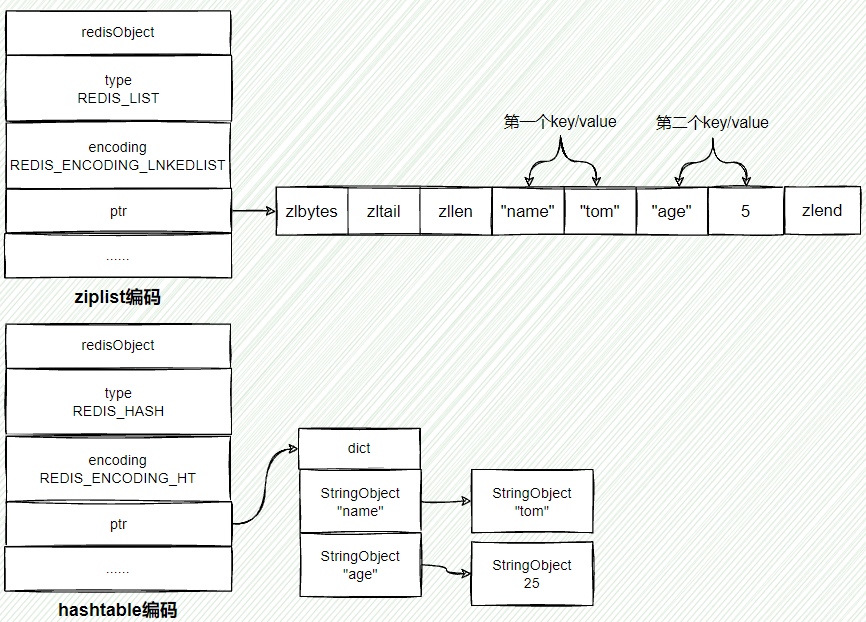 redisObject
type
REDIS_LIST
encoding
REDIS_ENCODING_LNKEDLIST
ptr
......
ziplist编码
第一个key/value
第二个key/value
zlbytes
zltail
zllen
"name"
"tom"
"age"
5
zlend
redisObject
type
REDIS_HASH
encoding
REDIS_ENCODING_HT
ptr
......
hashtable编码
dict
StringObject
"name"
StringObject
"age"
StringObject
"tom"
StringObject
25